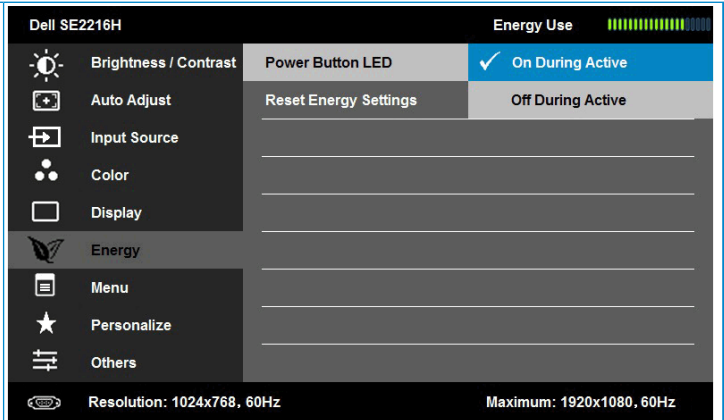 Dell SE2216H Energy Use
Brightness / Contrast Power Button LED On During Active
Auto Adjust Reset Energy Settings Off During Active
Input Source
Color
Display
Energy
Menu
Personalize
Others
Resolution: 1024x768, 60Hz Maximum: 1920x1080, 60Hz